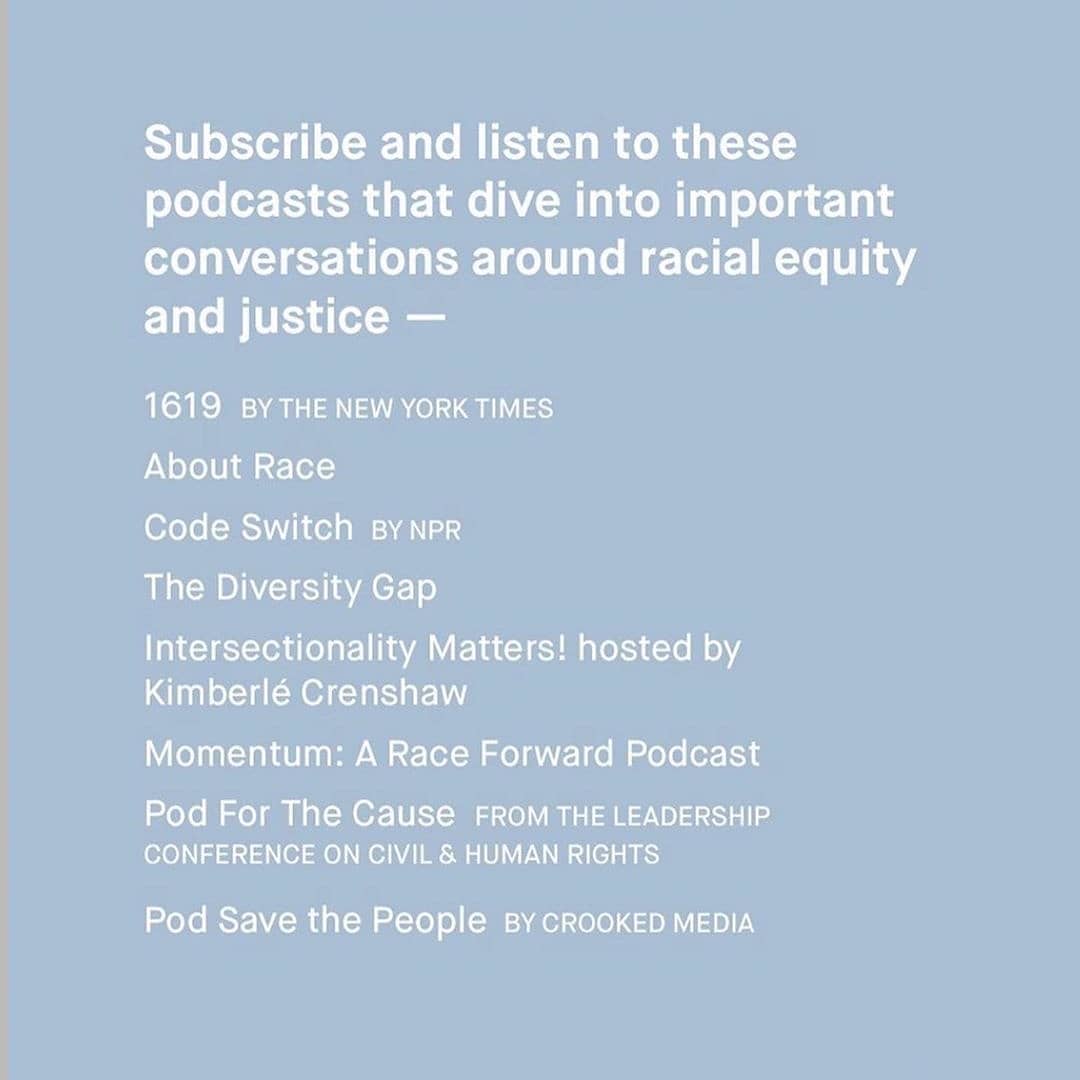 Subscribe and listen to these
podcasts that dive into important
conversations around racial equity
and justice —
1619 BY THE NEW YORK TIMES
About Race
Code Switch BY NPR
The Diversity Gap
Intersectionality Matters! hosted by
Kimberlé Crenshaw
Momentum: A Race Forward Podcast
Pod For The Cause FROM THE LEADERSHIP
CONFERENCE ON CIVIL & HUMAN RIGHTS
Pod Save the People BY CROOKED MEDIA